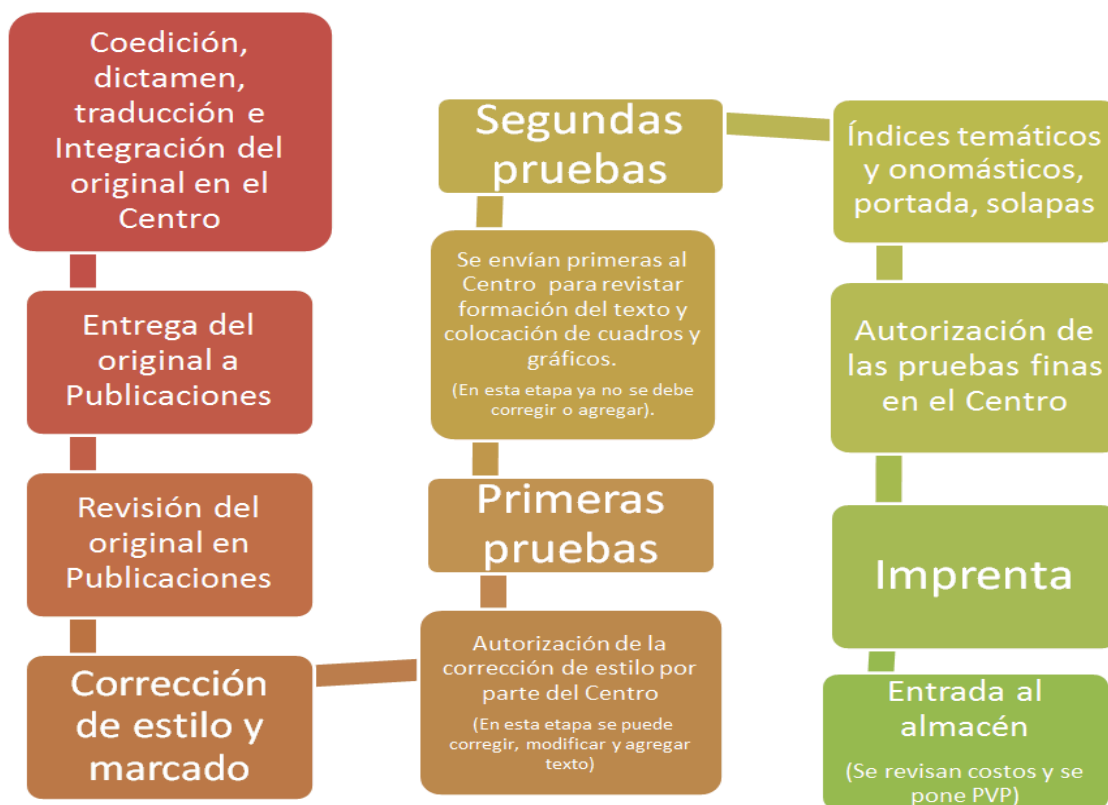 Coedición,
dictamen,
traducción e
Integración del
original en el
Centro
Entrega del
original a
Publicaciones
Revisión del
original en
Publicaciones
Corrección
de estilo y
marcado
Autorización de la
corrección de estilo por
parte del Centro
(En esta etapa se puede
corregir, modificar y agregar
texto)
Primeras
pruebas
Se envían primeras al
Centro para revistar
formación del texto y
colocación de cuadros y
gráficos.
(En esta etapa ya no se debe
corregir o agregar).
Segundas
pruebas
Índices temáticos
y onomásticos,
portada, solapas
Autorización de
las pruebas finas
en el Centro
Imprenta
Entrada al
almacén
(Se revisan costos y se
pone PVP)